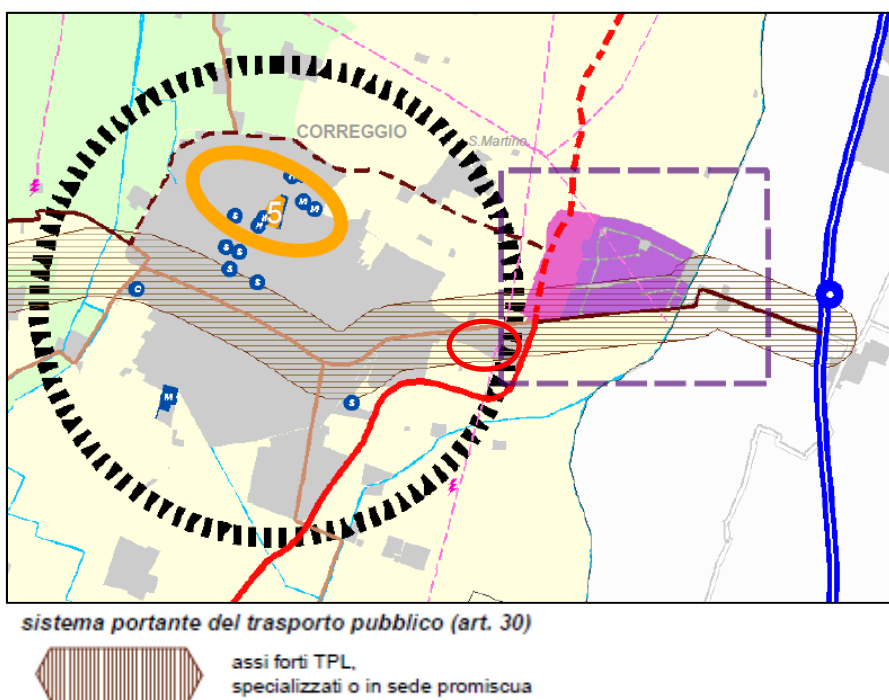 CORREGGIO
S.Martino
M
5
S
M
M
S
S
S
S
C
M
S
sistema portante del trasporto pubblico (art. 30)
assi forti TPL,
specializzati o in sede promiscua